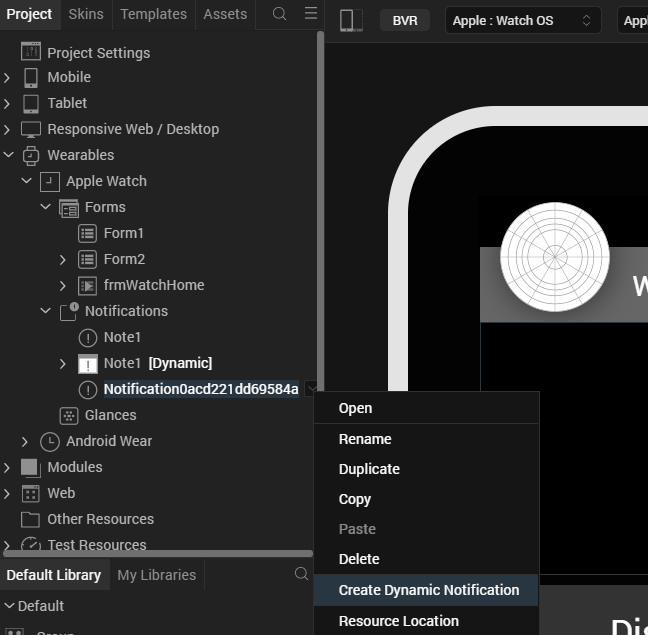 Project Skins Templates Assets
BVR Apple : Watch OS
Project Settings
Mobile
Tablet
Responsive Web / Desktop
Wearables
Apple Watch
Forms
Form1
Form2
frmWatchHome
Notifications
Note1
Note1 [Dynamic]
Notification0acd221dd69584a
Glances
Android Wear
Modules
Web
Other Resources
Test Resources
Default Library My Libraries
Default
Group
Open
Rename
Duplicate
Copy
Paste
Delete
Create Dynamic Notification
Resource Location